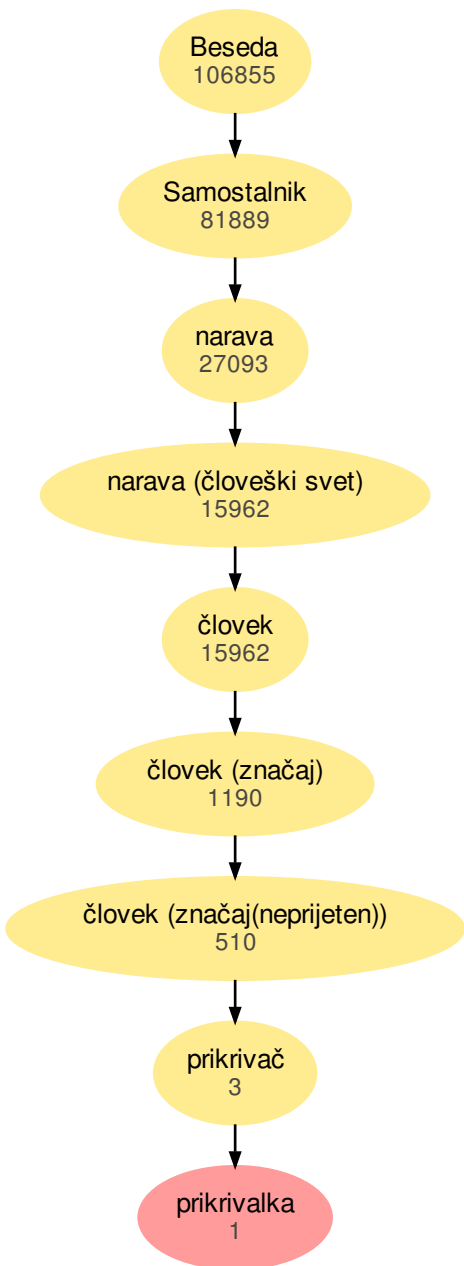 Beseda
106855
Samostalnik
81889
narava
27093
narava (človeški svet)
15962
človek
15962
človek (značaj)
1190
človek (značaj(neprijeten))
510
prikrivač
3
prikrivalka
1